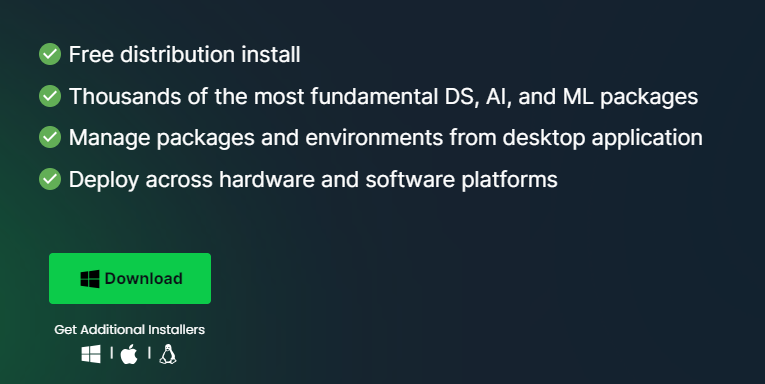 Free distribution install
Thousands of the most fundamental DS, AI, and ML packages
Manage packages and environments from desktop application
Deploy across hardware and software platforms
Download
Get Additional Installers
| |